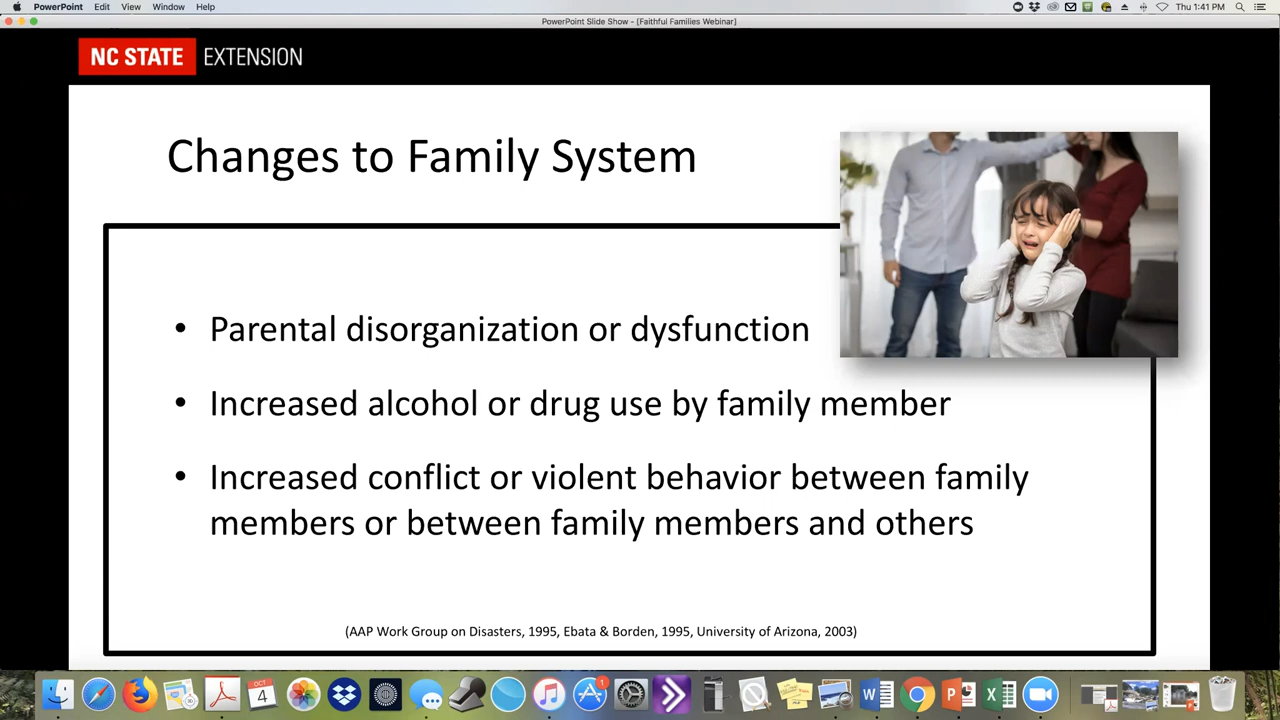 PowerPoint Edit View Window Help Thu 1:41 PM
PowerPoint Slide Show - [Faithful Families Webinar]
NC STATE EXTENSION
Changes to Family System
• Parental disorganization or dysfunction
• Increased alcohol or drug use by family member
• Increased conflict or violent behavior between family
members or between family members and others
(AAP Work Group on Disasters, 1995, Ebata & Borden, 1995, University of Arizona, 2003)
OCT
4
1